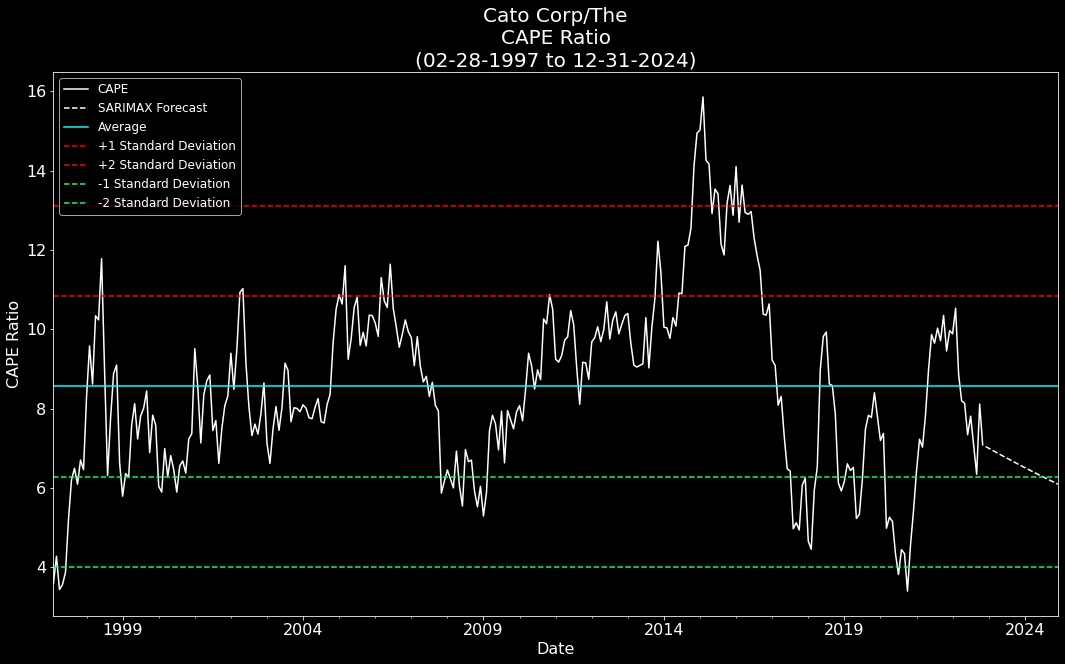 Cato Corp/The
CAPE Ratio
(02-28-1997 to 12-31-2024)
CAPE
SARIMAX Forecast
Average
+1 Standard Deviation
+2 Standard Deviation
-1 Standard Deviation
-2 Standard Deviation
16
14
12
10
8
6
4
CAPE Ratio
1999
2004
2009
2014
2019
2024
Date